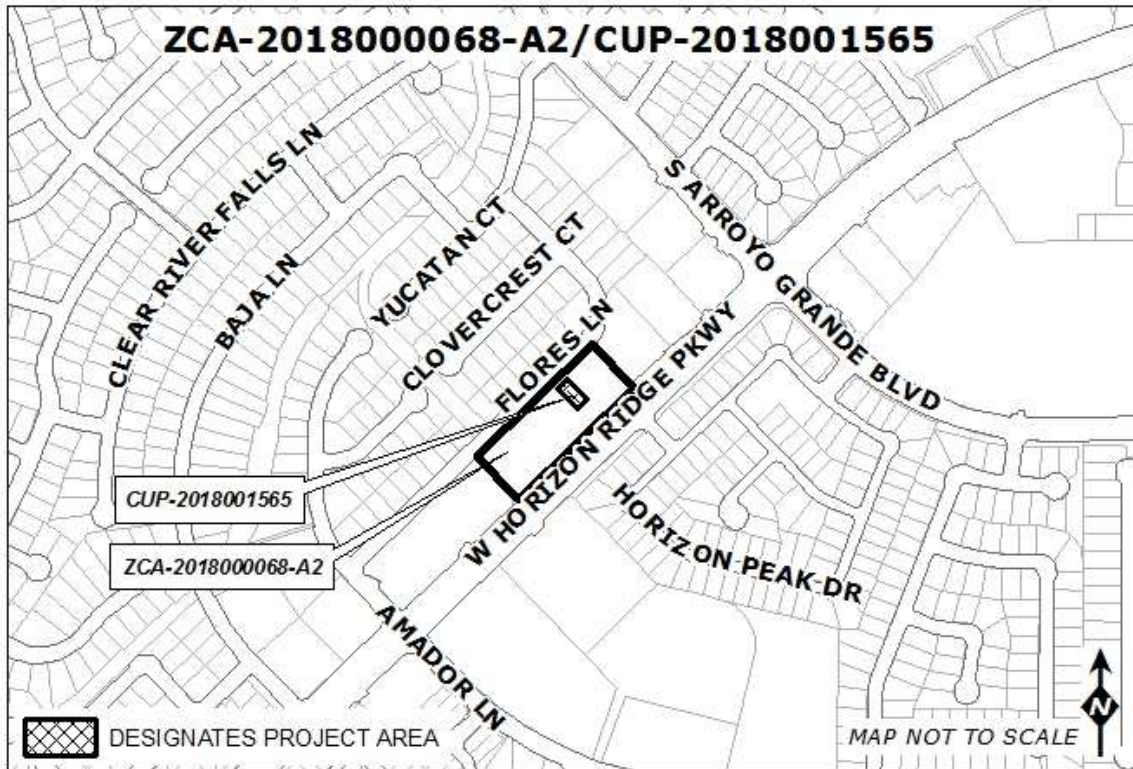 ZCA-2018000068-A2/CUP-2018001565
CLEAR RIVER FALLS LN
BAJA LN
YUCATAN CT
CLOVERCREST CT
FLORES LN
S ARROYO GRANDE BLVD
W HORIZON RIDGE PKWY
HORIZON PEAK DR
AMADOR LN
CUP-2018001565
ZCA-2018000068-A2
DESIGNATES PROJECT AREA
MAP NOT TO SCALE
N